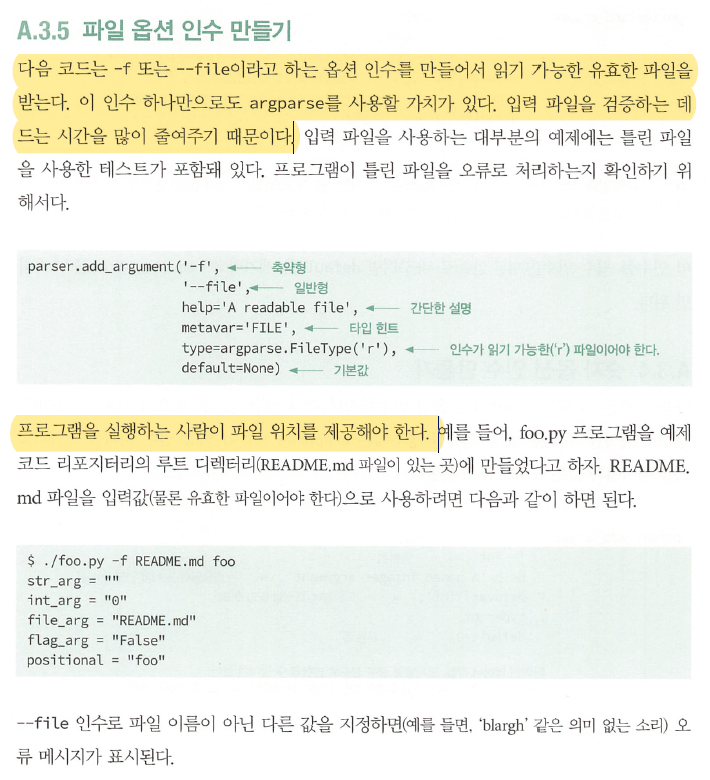 A.3.5 파일 옵션 인수 만들기
다음 코드는 -f 또는 --file이라고 하는 옵션 인수를 만들어서 읽기 가능한 유효한 파일을
받는다. 이 인수 하나만으로도 argparse를 사용할 가치가 있다. 입력 파일을 검증하는 데
드는 시간을 많이 줄여주기 때문이다. 입력 파일을 사용하는 대부분의 예제에는 틀린 파일
을 사용한 테스트가 포함돼 있다. 프로그램이 틀린 파일을 오류로 처리하는지 확인하기 위
해서다.
parser.add_argument('-f', 축약형
'--file', 일반형
help='A readable file', 간단한 설명
metavar='FILE', 타입 힌트
type=argparse.FileType('r'), 인수가 읽기 가능한('r') 파일이어야 한다.
default=None) 기본값
프로그램을 실행하는 사람이 파일 위치를 제공해야 한다. 예를 들어, foo.py 프로그램을 예제
코드 리포지터리의 루트 디렉터리(README.md 파일이 있는 곳)에 만들었다고 하자. README.
md 파일을 입력값(물론 유효한 파일이어야 한다)으로 사용하려면 다음과 같이 하면 된다.
$ ./foo.py -f README.md foo
str_arg = ""
int_arg = "0"
file_arg = "README.md"
flag_arg = "False"
positional = "foo"
--file 인수로 파일 이름이 아닌 다른 값을 지정하면(예를 들면, 'blargh' 같은 의미 없는 소리) 오
류 메시지가 표시된다.